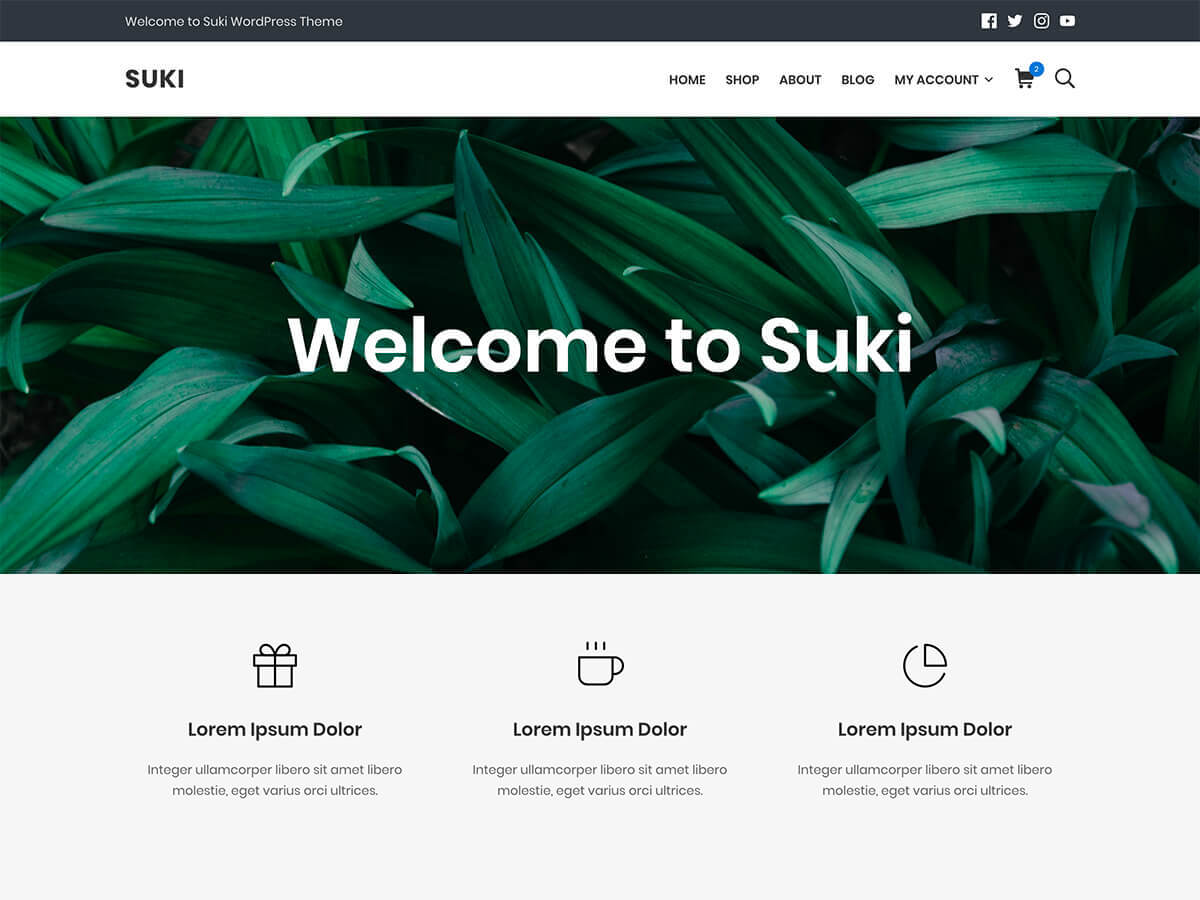 Welcome to Suki WordPress Theme
SUKI
HOME SHOP ABOUT BLOG MY ACCOUNT 2
Welcome to Suki
Lorem Ipsum Dolor
Integer ullamcorper libero sit amet libero
molestie, eget varius orci ultrices.
Lorem Ipsum Dolor
Integer ullamcorper libero sit amet libero
molestie, eget varius orci ultrices.
Lorem Ipsum Dolor
Integer ullamcorper libero sit amet libero
molestie, eget varius orci ultrices.